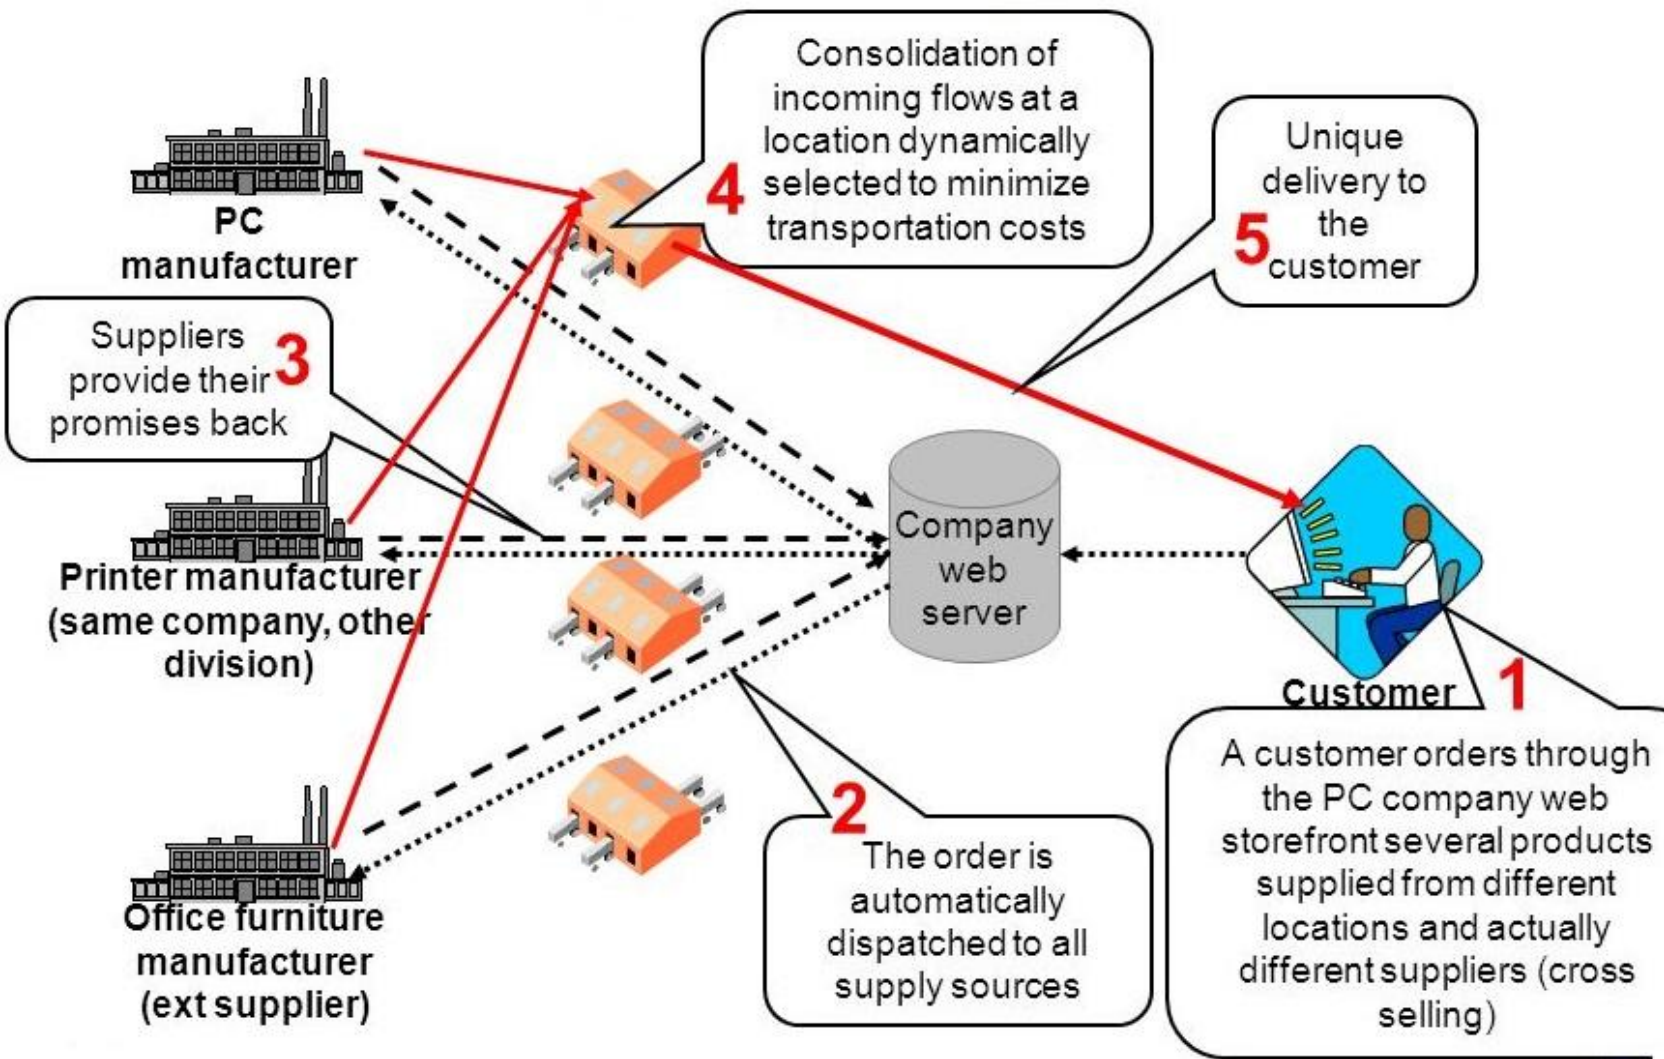 Consolidation of
incoming flows at a
location dynamically
selected to minimize
transportation costs
4
Unique
delivery to
the
customer
5
PC
manufacturer
Suppliers
provide their
promises back
3
Printer manufacturer
(same company, other
division)
Company
web
server
Customer
1
A customer orders through
the PC company web
storefront several products
supplied from different
locations and actually
different suppliers (cross
selling)
2
The order is
automatically
dispatched to all
supply sources
Office furniture
manufacturer
(ext supplier)